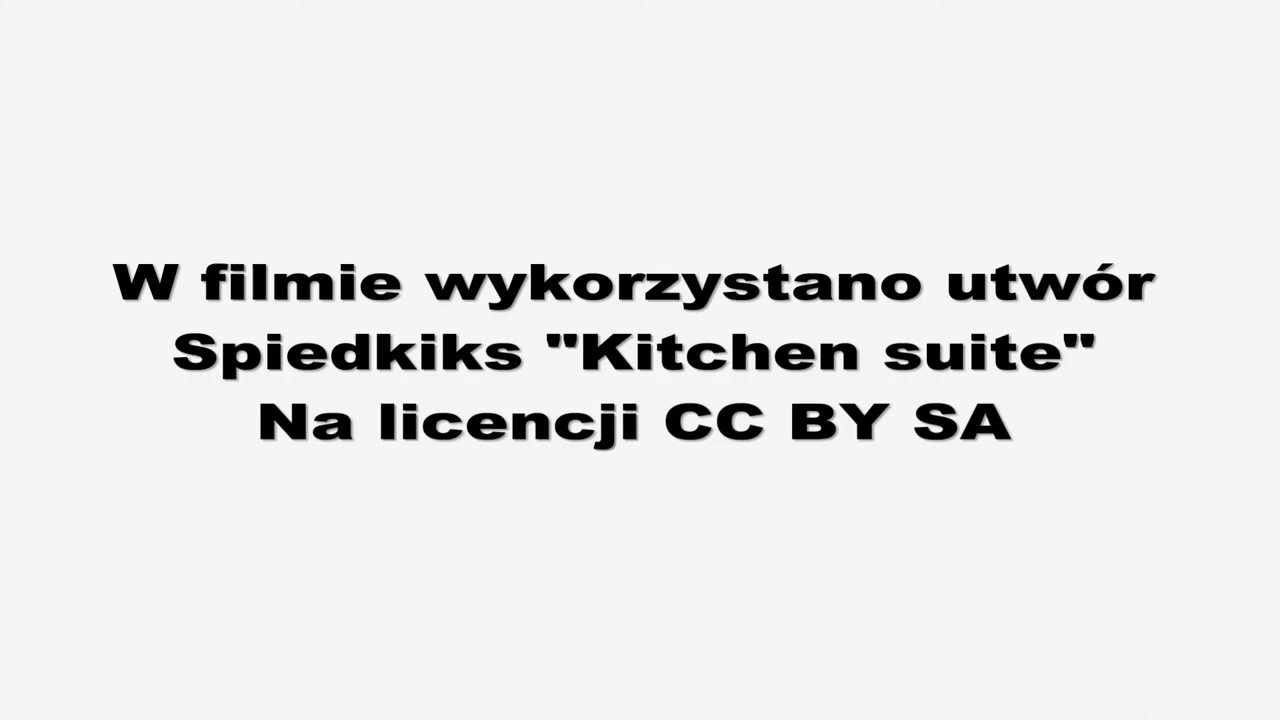 W filmie wykorzystano utwór
Spiedkiks "Kitchen suite"
Na licencji CC BY SA